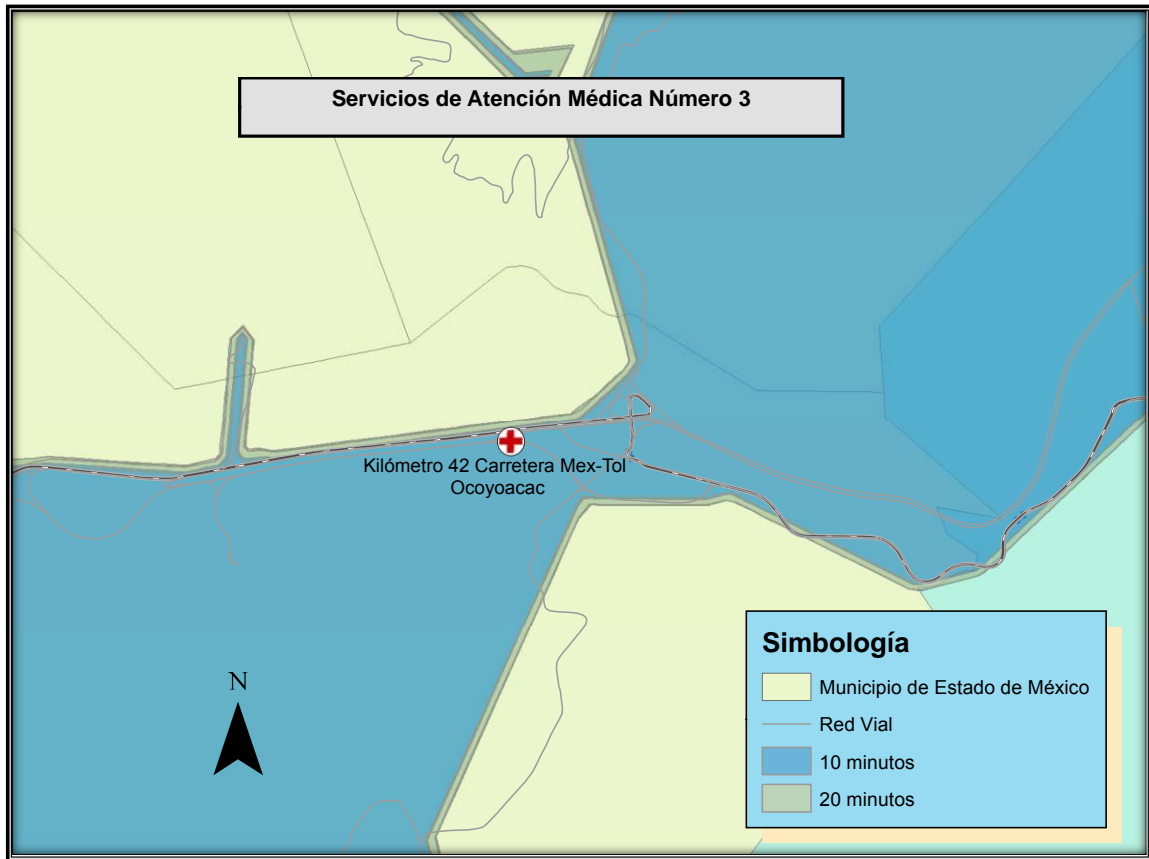 Servicios de Atención Médica Número 3
Kilómetro 42 Carretera Mex-Tol
Ocoyoacac
N
Simbología
Municipio de Estado de México
Red Vial
10 minutos
20 minutos